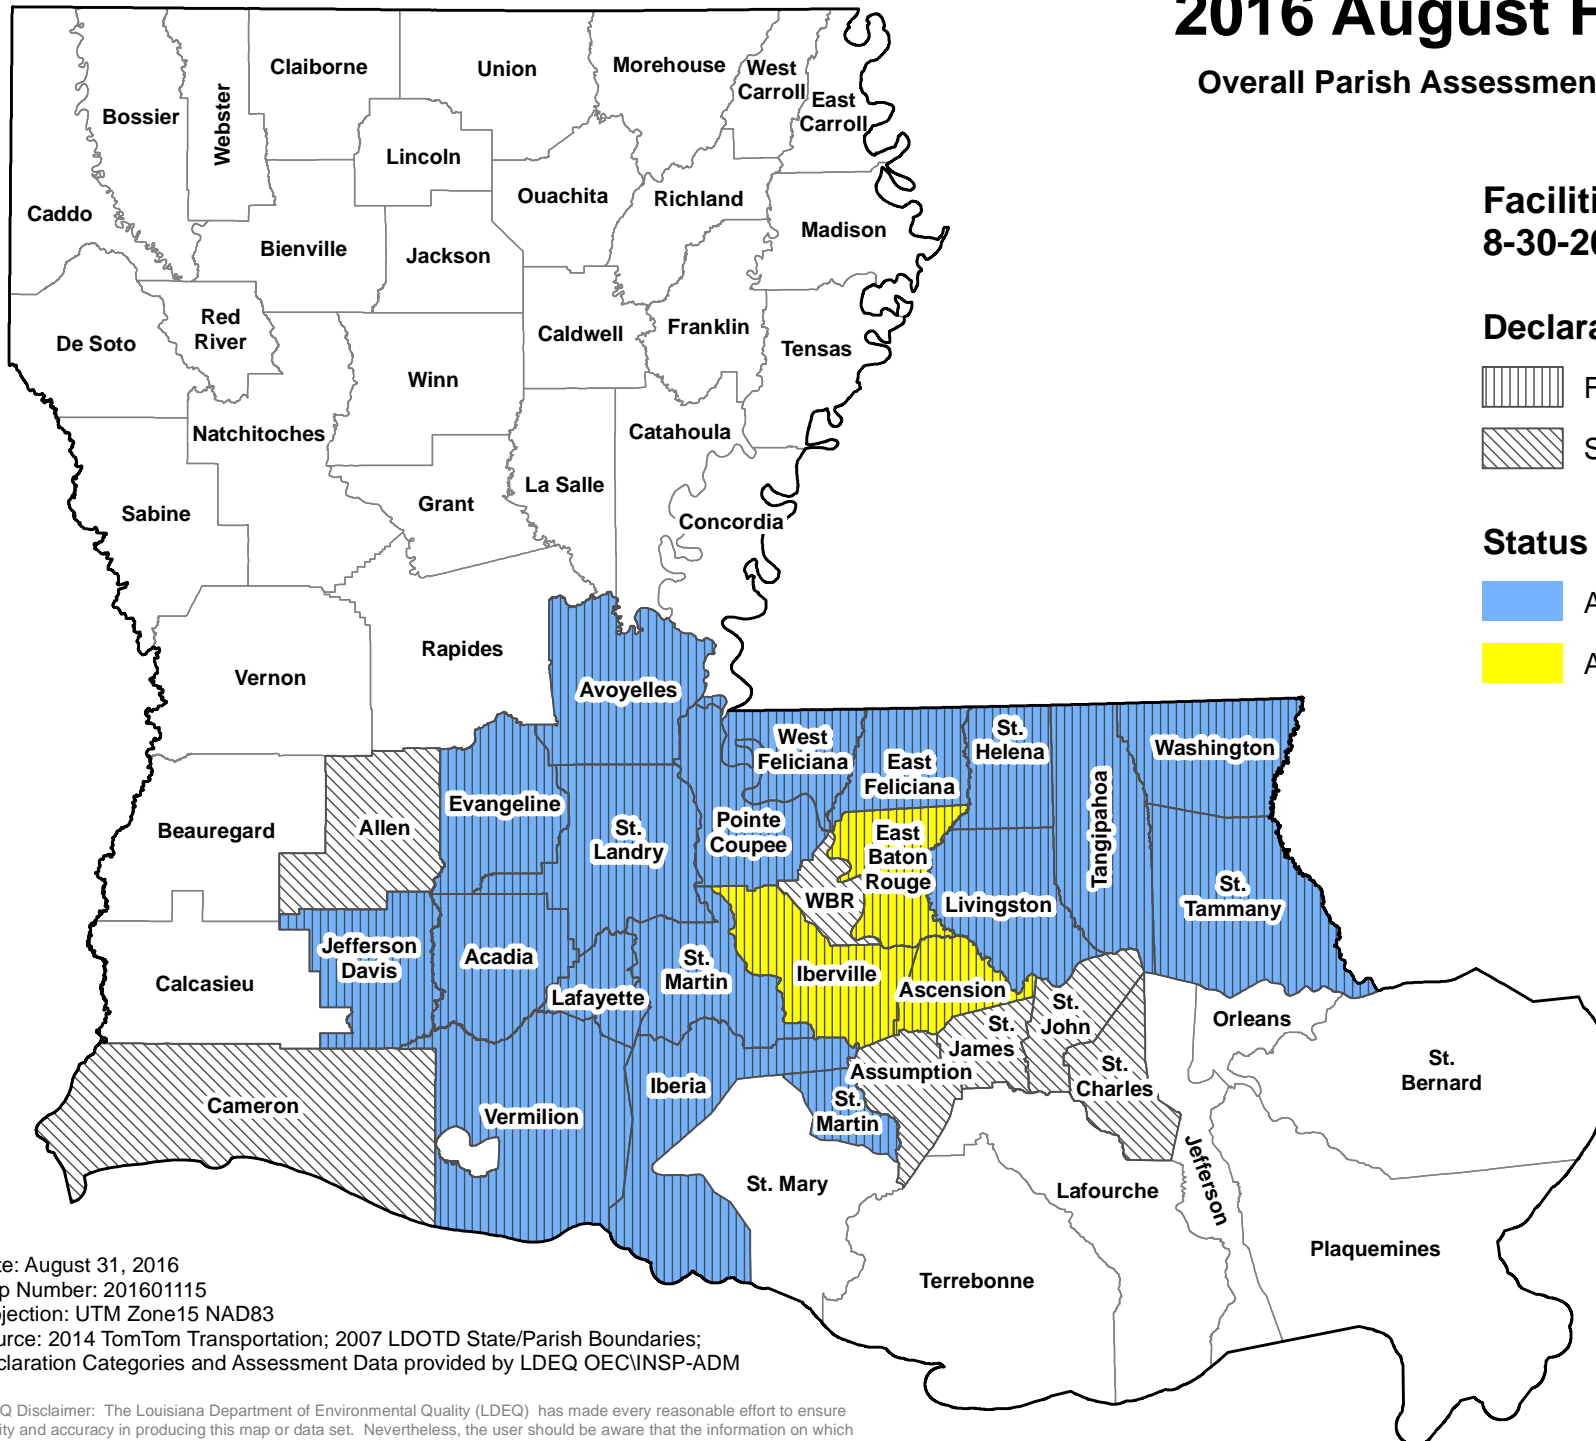 2016 August
Overall Parish Assessmen
Faciliti
8-30-20
Declara
F
S
Status
A
A
Claiborne
Union
Morehouse
West
Carroll
East
Carroll
Bossier
Webster
Lincoln
Ouachita
Richland
Caddo
Madison
Bienville
Jackson
Red
River
De Soto
Caldwell
Franklin
Tensas
Winn
Natchitoches
Catahoula
La Salle
Grant
Sabine
Concordia
Rapides
Vernon
Avoyelles
West
Feliciana
East
Feliciana
St.
Helena
Tangipahoa
Washington
Evangeline
Beauregard
Allen
St.
Landry
Pointe
Coupee
East
Baton
Rouge
WBR
Livingston
St.
Tammany
Jefferson
Davis
Acadia
Lafayette
St.
Martin
Iberville
Ascension
Calcasieu
St.
John
St.
James
Orleans
St.
Bernard
Assumption
St.
Charles
Iberia
St.
Martin
Cameron
Vermilion
Jefferson
St. Mary
Lafourche
Plaquemines
Terrebonne
te: August 31, 2016
p Number: 201601115
jection: UTM Zone15 NAD83
urce: 2014 TomTom Transportation; 2007 LDOTD State/Parish Boundaries;
claration Categories and Assessment Data provided by LDEQ OEC\INSP-ADM
Q Disclaimer: The Louisiana Department of Environmental Quality (LDEQ) has made every reasonable effort to ensure
ity and accuracy in producing this map or data set. Nevertheless, the user should be aware that the information on which